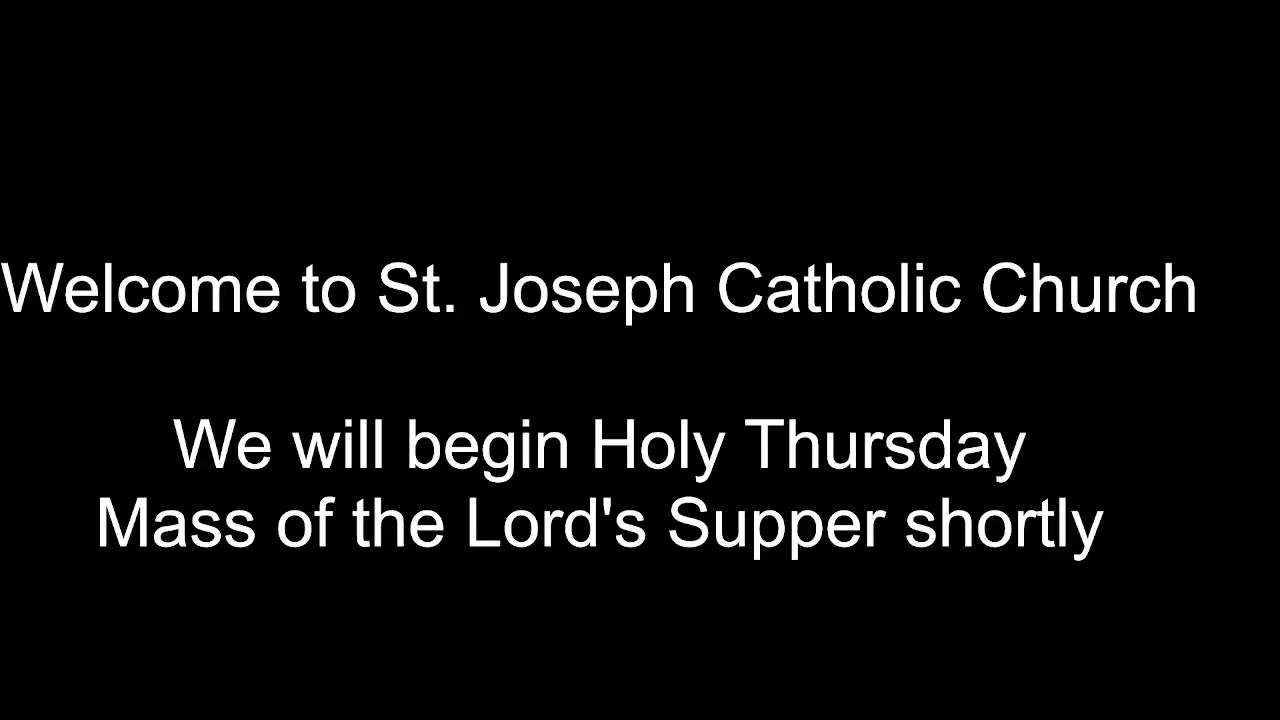 Welcome to St. Joseph Catholic Church
We will begin Holy Thursday
Mass of the Lord's Supper shortly